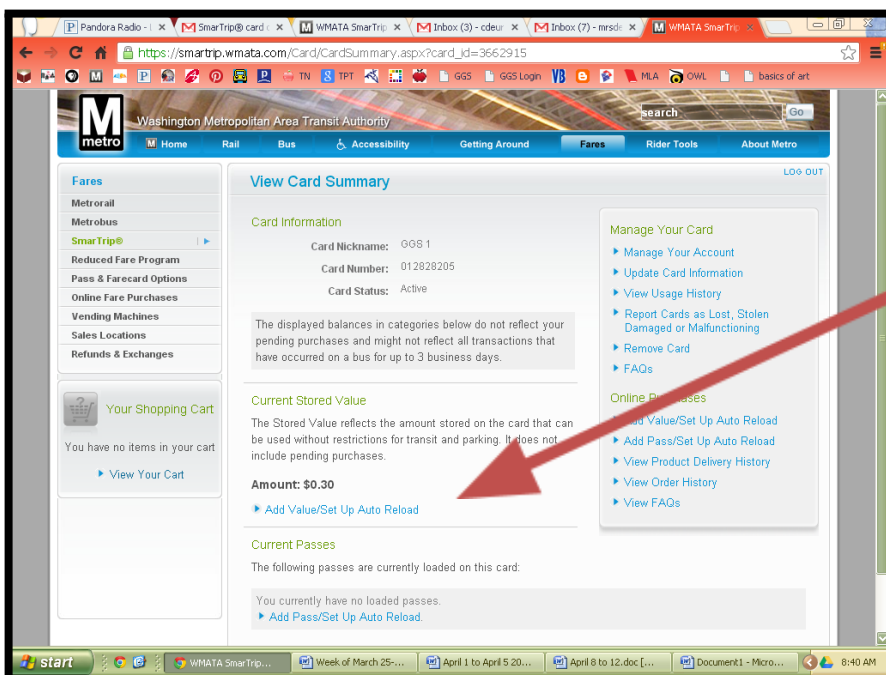 Pandora Radio - L
SmarTrip® card c
WMATA SmarTrip
Inbox (3) - cdeur
Inbox (7) - mrsde
WMATA SmarTrip
https://smartrip.wmata.com/Card/CardSummary.aspx?card_id=3662915
TN
TPT
GGS
GGS Login
MLA
OWL
basics of art
M
metro
Washington Metropolitan Area Transit Authority
search
Go
Home
Rail
Bus
Accessibility
Getting Around
Fares
Rider Tools
About Metro
LOG OUT
Fares
Metrorail
Metrobus
SmarTrip®
Reduced Fare Program
Pass & Farecard Options
Online Fare Purchases
Vending Machines
Sales Locations
Refunds & Exchanges
Your Shopping Cart
You have no items in your cart
View Your Cart
View Card Summary
Card Information
Card Nickname: GGS 1
Card Number: 012828205
Card Status: Active
The displayed balances in categories below do not reflect your
pending purchases and might not reflect all transactions that
have occurred on a bus for up to 3 business days.
Current Stored Value
The Stored Value reflects the amount stored on the card that can
be used without restrictions for transit and parking. It does not
include pending purchases.
Amount: $0.30
Add Value/Set Up Auto Reload
Current Passes
The following passes are currently loaded on this card:
You currently have no loaded passes.
Add Pass/Set Up Auto Reload.
Manage Your Card
Manage Your Account
Update Card Information
View Usage History
Report Cards as Lost, Stolen
Damaged or Malfunctioning
Remove Card
FAQs
Online Purchases
Add Value/Set Up Auto Reload
Add Pass/Set Up Auto Reload
View Product Delivery History
View Order History
View FAQs
start
WMATA SmarTrip...
Week of March 25-...
April 1 to April 5 20...
April 8 to 12.doc [...
Document1 - Micro...
8:40 AM